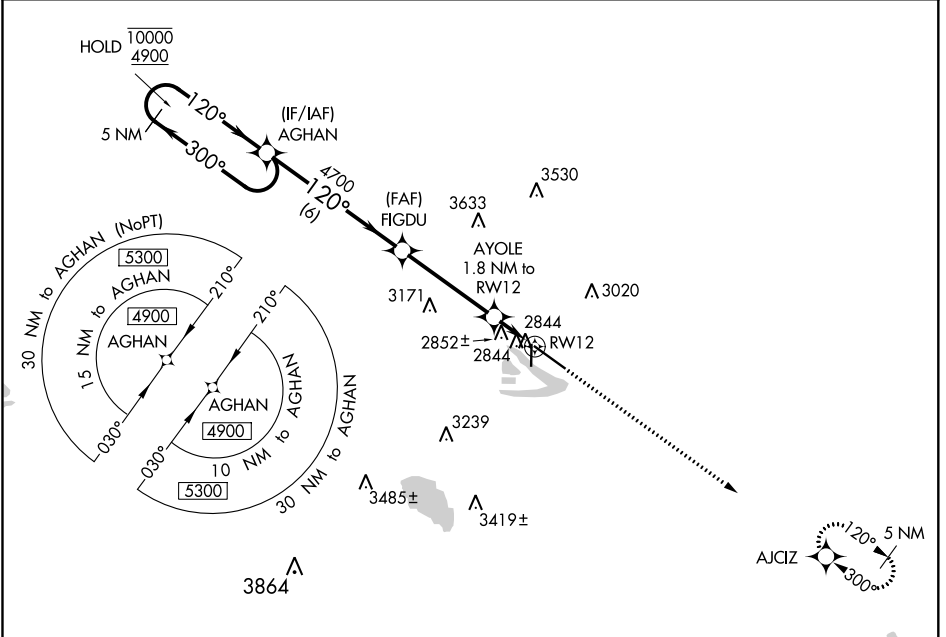 HOLD 10000
4900
120°
5 NM
300°
(IF/IAF)
AGHAN
4700
120°
(6)
(FAF)
FIGDU
3633
3530
AYOLE
1.8 NM to
RW12
3171
3020
2844
2852±
2844
RW12
30 NM to AGHAN (NoPT)
5300
15 NM to AGHAN
4900
AGHAN
210°
030°
210°
AGHAN
4900
10 NM to AGHAN
5300
30 NM to AGHAN
030°
3239
3485±
3419±
3864
AJCIZ
120°
5 NM
300°